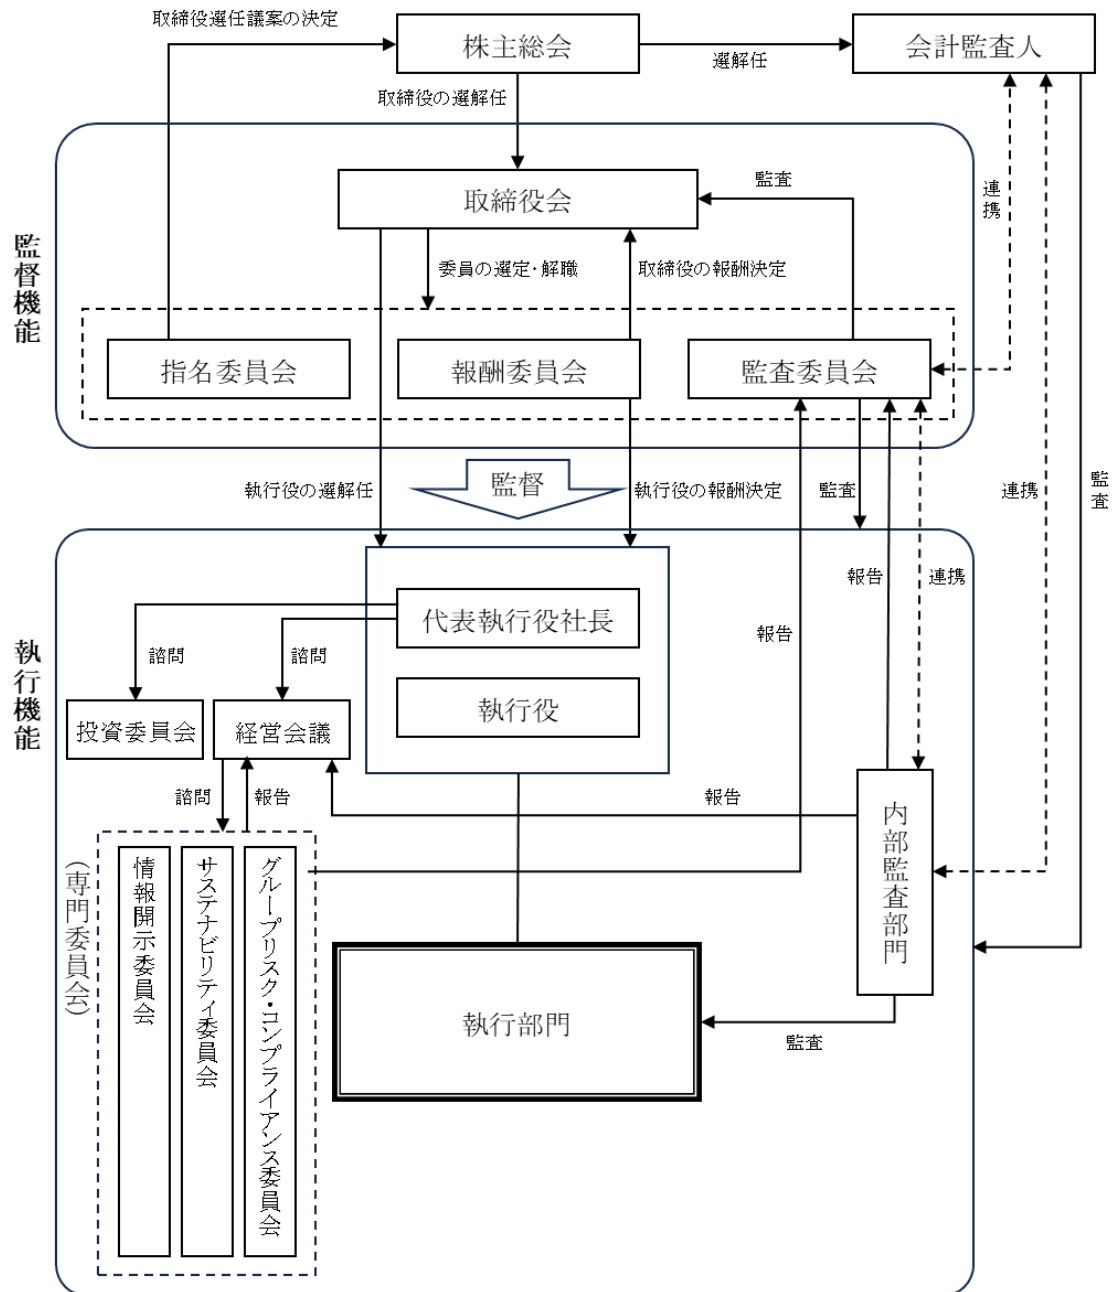 取締役選任議案の決定
株主総会
選解任
会計監査人
取締役の選解任
監督機能
取締役会
監査
連携
委員の選定・解職
取締役の報酬決定
指名委員会
報酬委員会
監査委員会
執行役の選解任
監督
執行役の報酬決定
監査
連携
監査
執行機能
報告
連携
代表執行役社長
報告
諮問
諮問
執行役
投資委員会
経営会議
諮問
報告
報告
内部監査部門
(専門委員会)
情報開示委員会
サステナビリティ委員会
グループリスク・コンプライアンス委員会
執行部門
監査